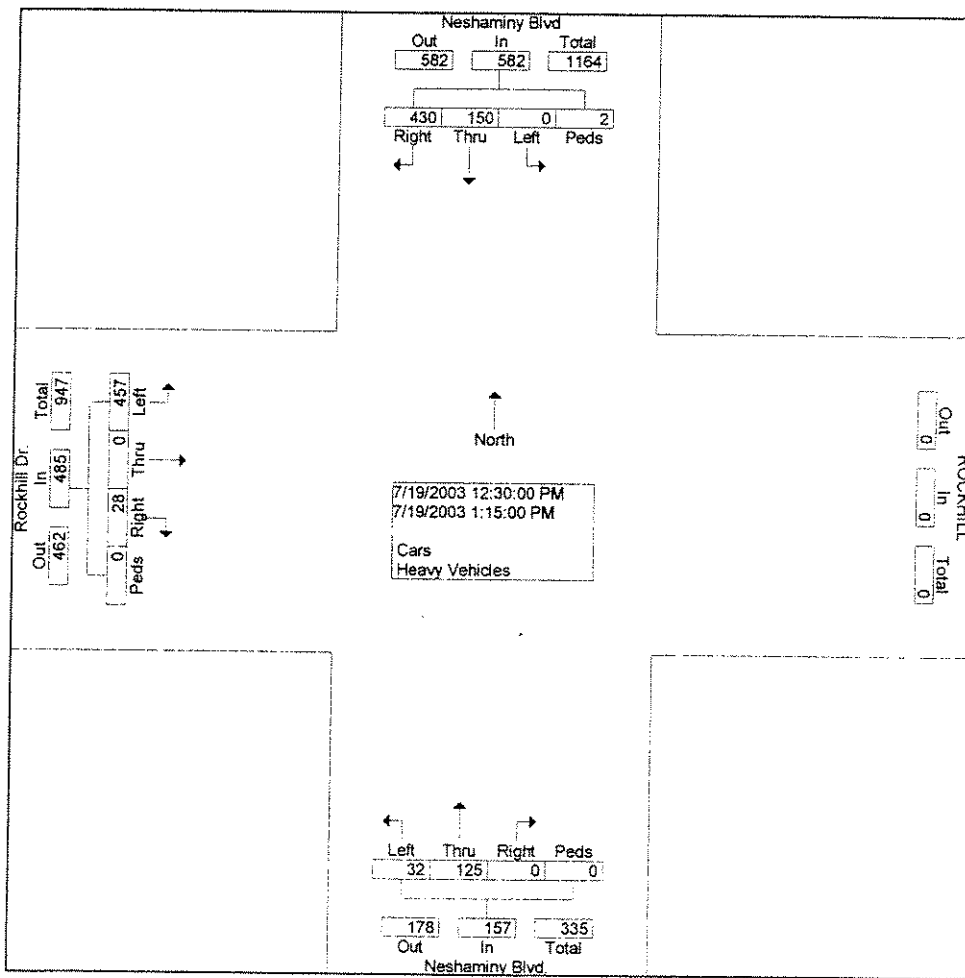 Neshaminy Blvd
Out In Total
582 582 1164
430 150 0 2
Right Thru Left Peds
Rockhill Dr.
Out In Total
462 485 947
Peds Right Thru Left
0 28 0 457
North
7/19/2003 12:30:00 PM
7/19/2003 1:15:00 PM
Cars
Heavy Vehicles
Out In Total
0 0 0
ROCKHILL
Left Thru Right Peds
32 125 0 0
178 157 335
Out In Total
Neshaminy Blvd.